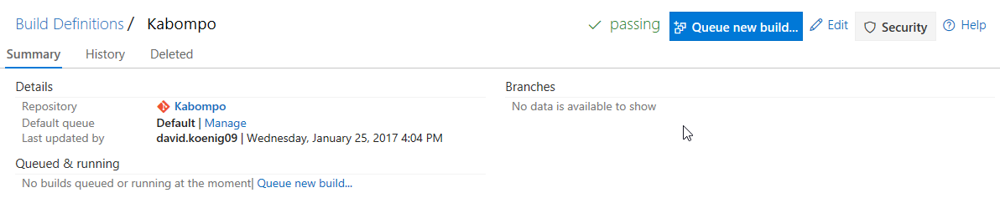 Build Definitions / Kabompo
passing
Queue new build...
Edit
Security
Help
Summary History Deleted
Details
Repository Kabompo
Default queue Default | Manage
Last updated by david.koenig09 | Wednesday, January 25, 2017 4:04 PM
Queued & running
No builds queued or running at the moment| Queue new build...
Branches
No data is available to show